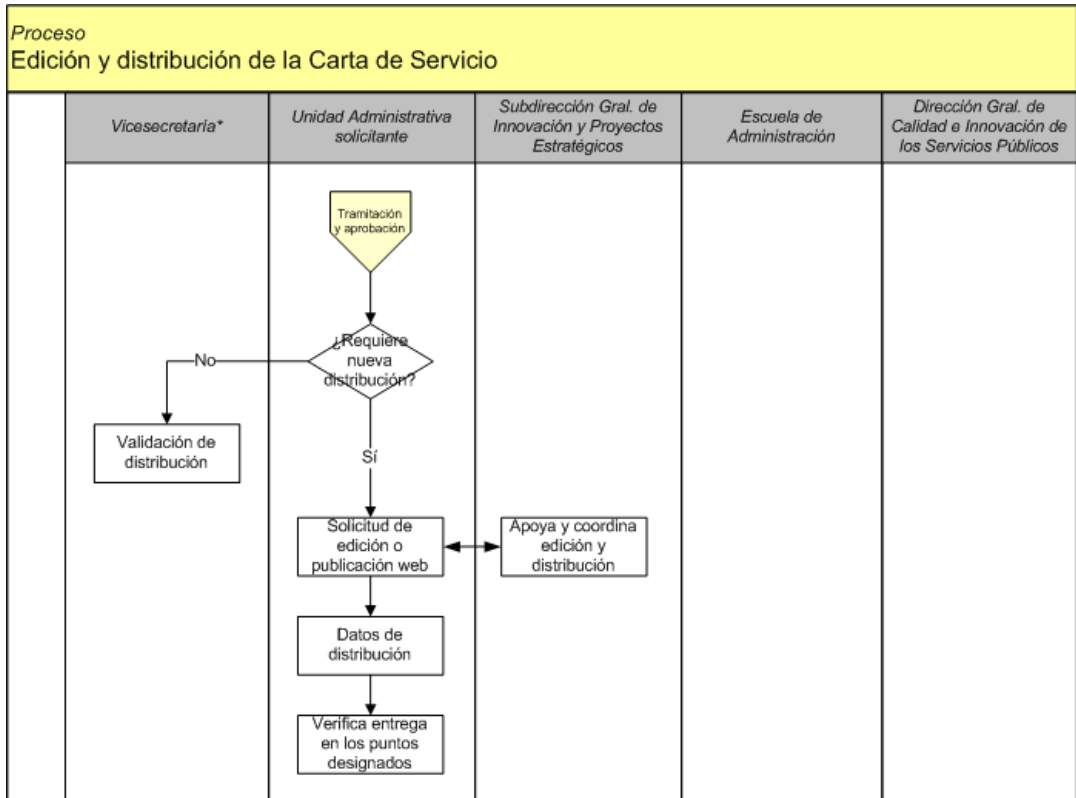 Proceso
Edición y distribución de la Carta de Servicio
Vicesecretaria*
Unidad Administrativa
solicitante
Subdirección Gral. de
Innovación y Proyectos
Estratégicos
Escuela de
Administración
Dirección Gral. de
Calidad e Innovación de
los Servicios Públicos
Tramitación
y aprobación
¿Requiere
nueva
distribución?
No
Validación de
distribución
Sí
Solicitud de
edición o
publicación web
Apoya y coordina
edición y
distribución
Datos de
distribución
Verifica entrega
en los puntos
designados